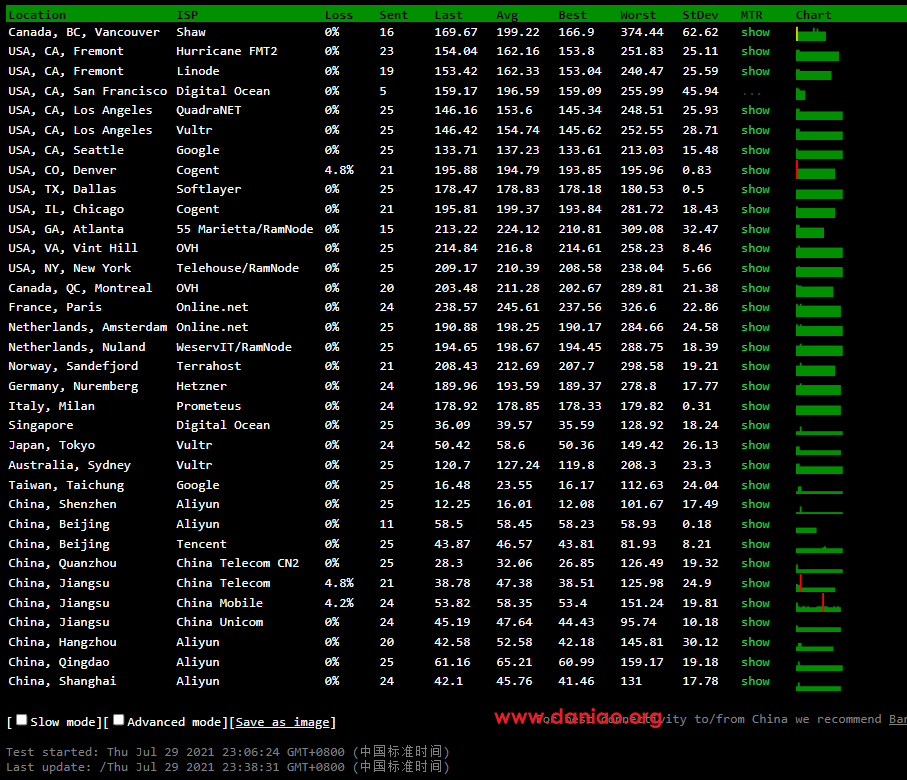 Location ISP Loss Sent Last Avg Best Worst StDev MTR Chart
Canada, BC, Vancouver Shaw 0% 16 169.67 199.22 166.9 374.44 62.62 show
USA, CA, Fremont Hurricane FMT2 0% 23 154.04 162.16 153.8 251.83 25.11 show
USA, CA, Fremont Linode 0% 19 153.42 162.33 153.04 240.47 25.59 show
USA, CA, San Francisco Digital Ocean 0% 5 159.17 196.59 159.09 255.99 45.94 ...
USA, CA, Los Angeles QuadraNET 0% 25 146.16 153.6 145.34 248.51 25.93 show
USA, CA, Los Angeles Vultr 0% 25 146.42 154.74 145.62 252.55 28.71 show
USA, CA, Seattle Google 0% 25 133.71 137.23 133.61 213.03 15.48 show
USA, CO, Denver Cogent 4.8% 21 195.88 194.79 193.85 195.96 0.83 show
USA, TX, Dallas Softlayer 0% 25 178.47 178.83 178.18 180.53 0.5 show
USA, IL, Chicago Cogent 0% 21 195.81 199.37 193.84 281.72 18.43 show
USA, GA, Atlanta 55 Marietta/RamNode 0% 15 213.22 224.12 210.81 309.08 32.47 show
USA, VA, Vint Hill OVH 0% 25 214.84 216.8 214.61 258.23 8.46 show
USA, NY, New York Telehouse/RamNode 0% 25 209.17 210.39 208.58 238.04 5.66 show
Canada, QC, Montreal OVH 0% 20 203.48 211.28 202.67 289.81 21.38 show
France, Paris Online.net 0% 24 238.57 245.61 237.56 326.6 22.86 show
Netherlands, Amsterdam Online.net 0% 25 190.88 198.25 190.17 284.66 24.58 show
Netherlands, Nuland WeservIT/RamNode 0% 25 194.65 198.67 194.45 288.75 18.39 show
Norway, Sandefjord Terrahost 0% 21 208.43 212.69 207.7 298.58 19.21 show
Germany, Nuremberg Hetzner 0% 24 189.96 193.59 189.37 278.8 17.77 show
Italy, Milan Prometeus 0% 24 178.92 178.85 178.33 179.82 0.31 show
Singapore Digital Ocean 0% 25 36.09 39.57 35.59 128.92 18.24 show
Japan, Tokyo Vultr 0% 24 50.42 58.6 50.36 149.42 26.13 show
Australia, Sydney Vultr 0% 25 120.7 127.24 119.8 208.3 23.3 show
Taiwan, Taichung Google 0% 25 16.48 23.55 16.17 112.63 24.04 show
China, Shenzhen Aliyun 0% 25 12.25 16.01 12.08 101.67 17.49 show
China, Beijing Aliyun 0% 11 58.5 58.45 58.23 58.93 0.18 show
China, Beijing Tencent 0% 25 43.87 46.57 43.81 81.93 8.21 show
China, Quanzhou China Telecom CN2 0% 25 28.3 32.06 26.85 126.49 19.32 show
China, Jiangsu China Telecom 4.8% 21 38.78 47.38 38.51 125.98 24.9 show
China, Jiangsu China Mobile 4.2% 24 53.82 58.35 53.4 151.24 19.81 show
China, Jiangsu China Unicom 0% 24 45.19 47.64 44.43 95.74 10.18 show
China, Hangzhou Aliyun 0% 20 42.58 52.58 42.18 145.81 30.12 show
China, Qingdao Aliyun 0% 25 61.16 65.21 60.99 159.17 19.18 show
China, Shanghai Aliyun 0% 24 42.1 45.76 41.46 131 17.78 show
[ Slow mode][ Advanced mode][Save as image] www.daniao.org to/from China we recommend
Test started: Thu Jul 29 2021 23:06:24 GMT+0800 (中国标准时间)
Last update: /Thu Jul 29 2021 23:38:31 GMT+0800 (中国标准时间)